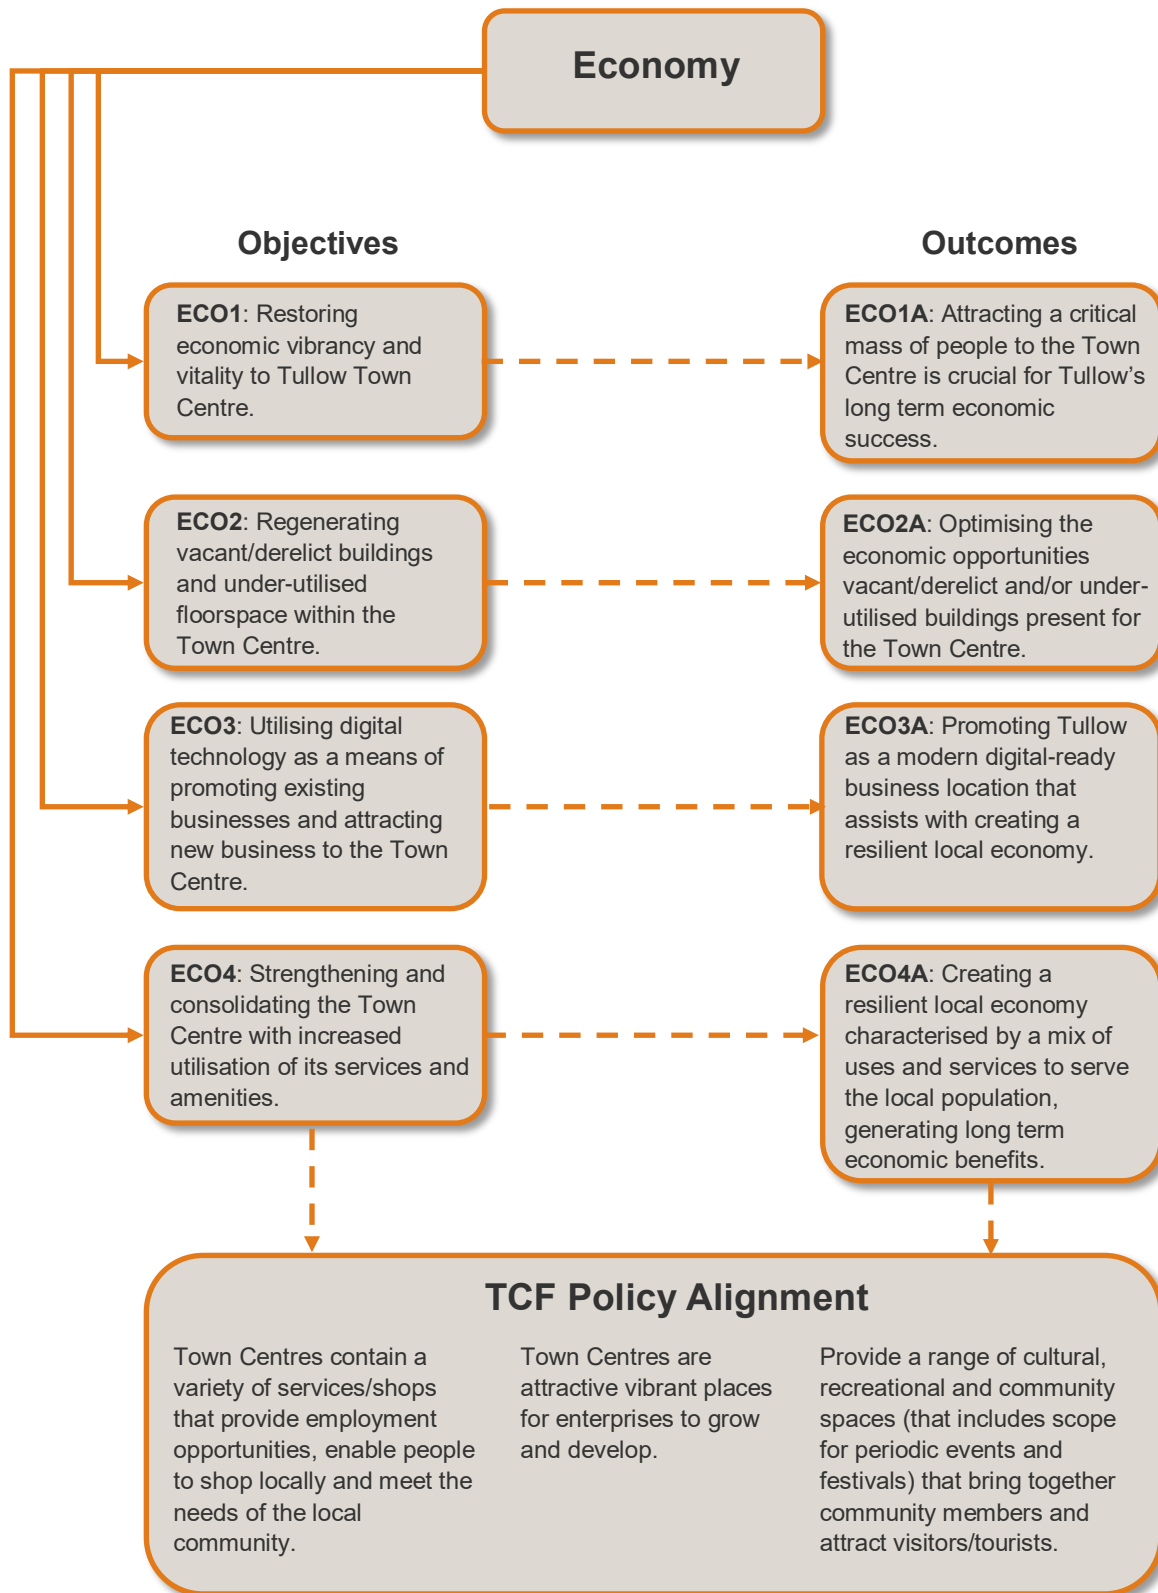 Economy
Objectives
Outcomes
ECO1: Restoring
economic vibrancy and
vitality to Tullow Town
Centre.
ECO1A: Attracting a critical
mass of people to the Town
Centre is crucial for Tullow’s
long term economic
success.
ECO2: Regenerating
vacant/derelict buildings
and under-utilised
floorspace within the
Town Centre.
ECO2A: Optimising the
economic opportunities
vacant/derelict and/or under-
utilised buildings present for
the Town Centre.
ECO3: Utilising digital
technology as a means of
promoting existing
businesses and attracting
new business to the Town
Centre.
ECO3A: Promoting Tullow
as a modern digital-ready
business location that
assists with creating a
resilient local economy.
ECO4: Strengthening and
consolidating the Town
Centre with increased
utilisation of its services and
amenities.
ECO4A: Creating a
resilient local economy
characterised by a mix of
uses and services to serve
the local population,
generating long term
economic benefits.
TCF Policy Alignment
Town Centres contain a
variety of services/shops
that provide employment
opportunities, enable people
to shop locally and meet the
needs of the local
community.
Town Centres are
attractive vibrant places
for enterprises to grow
and develop.
Provide a range of cultural,
recreational and community
spaces (that includes scope
for periodic events and
festivals) that bring together
community members and
attract visitors/tourists.